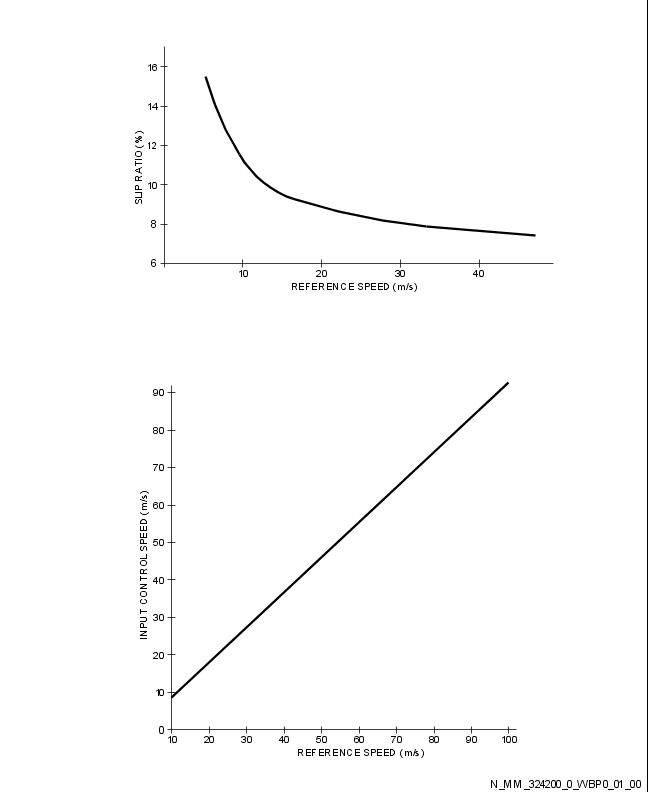 16
14
12
10
8
6
SLIP RATIO (%)
10 20 30 40
REFERENCE SPEED (m/s)
90
80
70
60
50
40
30
20
10
0
INPUT CONTROL SPEED (m/s)
10 20 30 40 50 60 70 80 90 100
REFERENCE SPEED (m/s)
N_MM_324200_0_WBP0_01_00